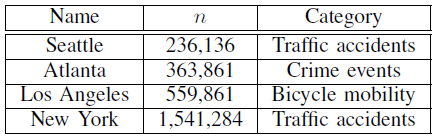 Name n Category
Seattle 236,136 Traffic accidents
Atlanta 363,861 Crime events
Los Angeles 559,861 Bicycle mobility
New York 1,541,284 Traffic accidents